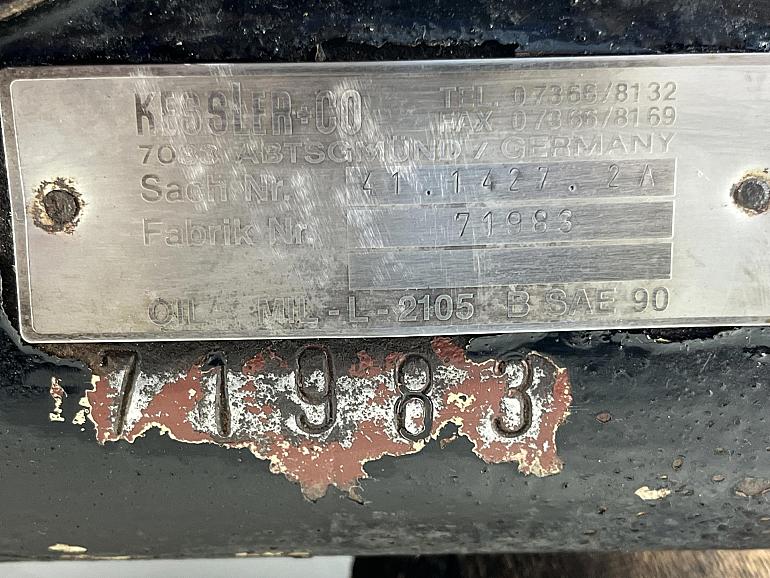 KESSLER+CO TEL. 07366/8132
FAX 07366/8169
7081 ABTSGMÜND / GERMANY
Sach Nr. 41.1427.2A
Fabrik Nr. 71983
OIL MIL-L-2105 B SAE 90
71983